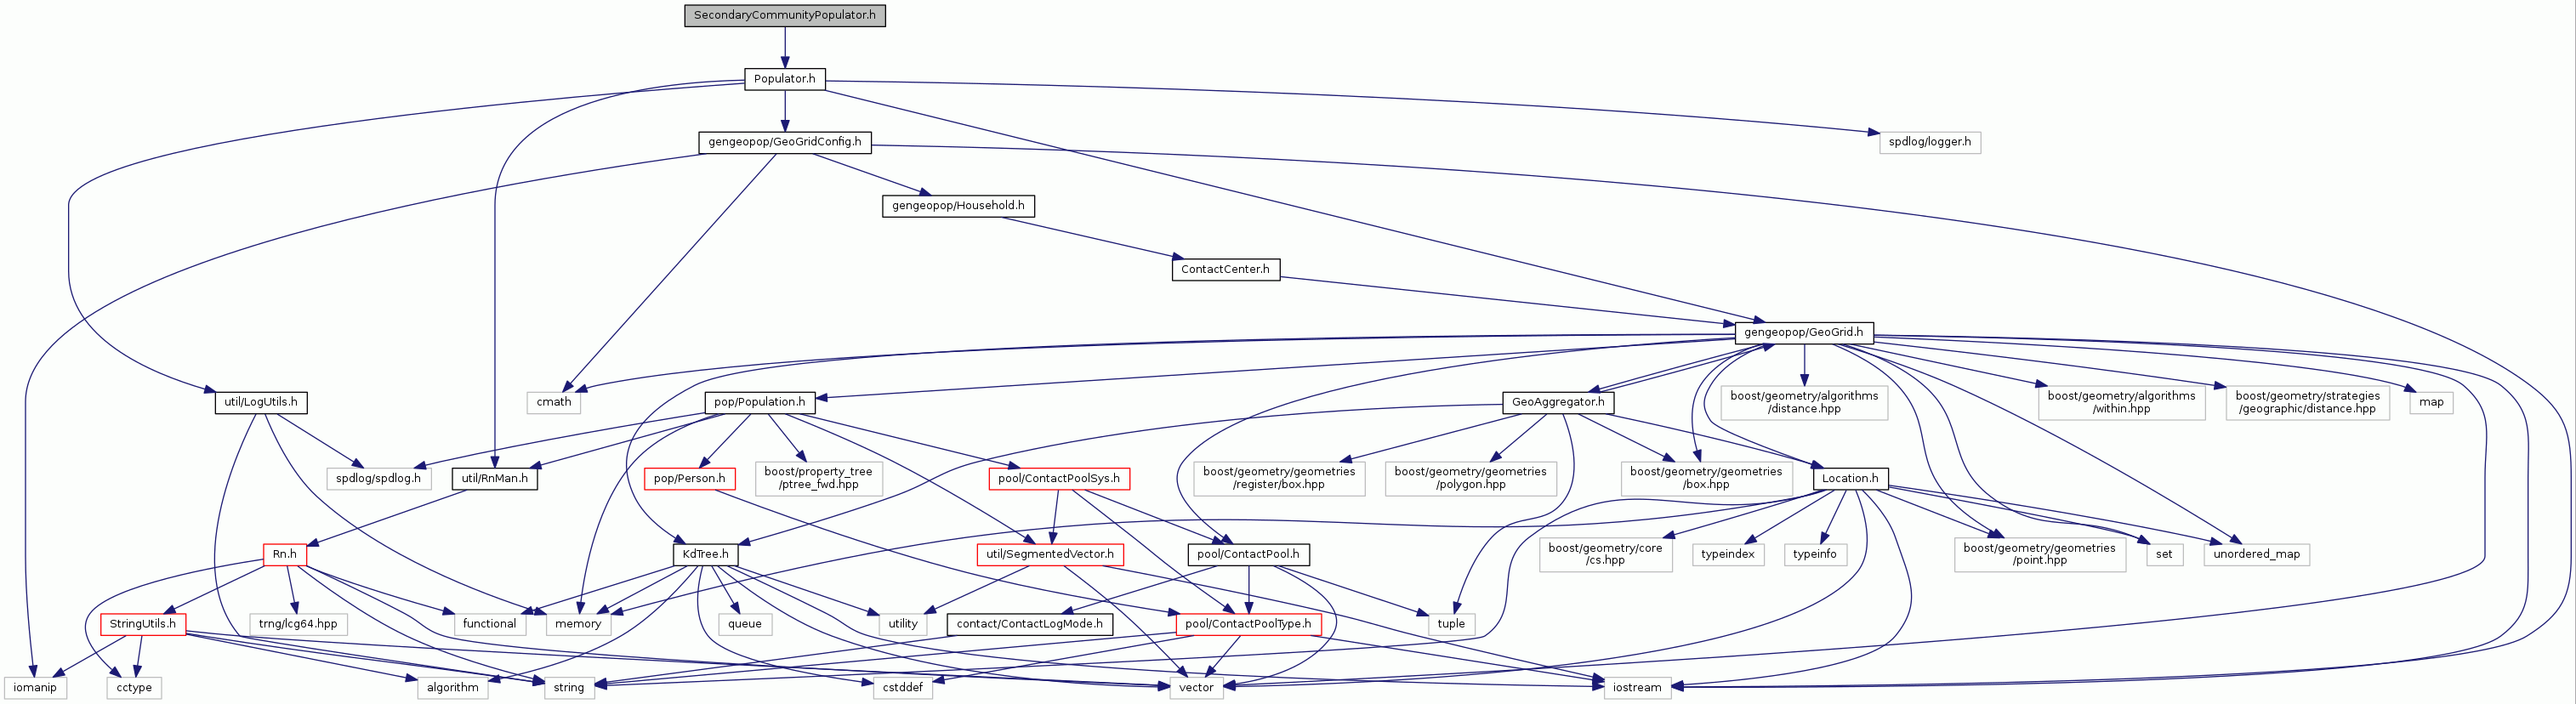 SecondaryCommunityPopulator.h
Populator.h
gengeopop/GeoGridConfig.h
spdlog/logger.h
gengeopop/Household.h
ContactCenter.h
gengeopop/GeoGrid.h
util/LogUtils.h
cmath
pop/Population.h
GeoAggregator.h
boost/geometry/algorithms
/distance.hpp
boost/geometry/algorithms
/within.hpp
boost/geometry/strategies
/geographic/distance.hpp
map
spdlog/spdlog.h
util/RnMan.h
pop/Person.h
boost/property_tree
/ptree_fwd.hpp
pool/ContactPoolSys.h
boost/geometry/geometries
/register/box.hpp
boost/geometry/geometries
/polygon.hpp
boost/geometry/geometries
/box.hpp
Location.h
Rn.h
KdTree.h
util/SegmentedVector.h
pool/ContactPool.h
boost/geometry/core
/cs.hpp
typeindex
typeinfo
boost/geometry/geometries
/point.hpp
set
unordered_map
StringUtils.h
trng/lcg64.hpp
functional
memory
queue
utility
contact/ContactLogMode.h
pool/ContactPoolType.h
tuple
iomanip
cctype
algorithm
string
cstddef
vector
iostream